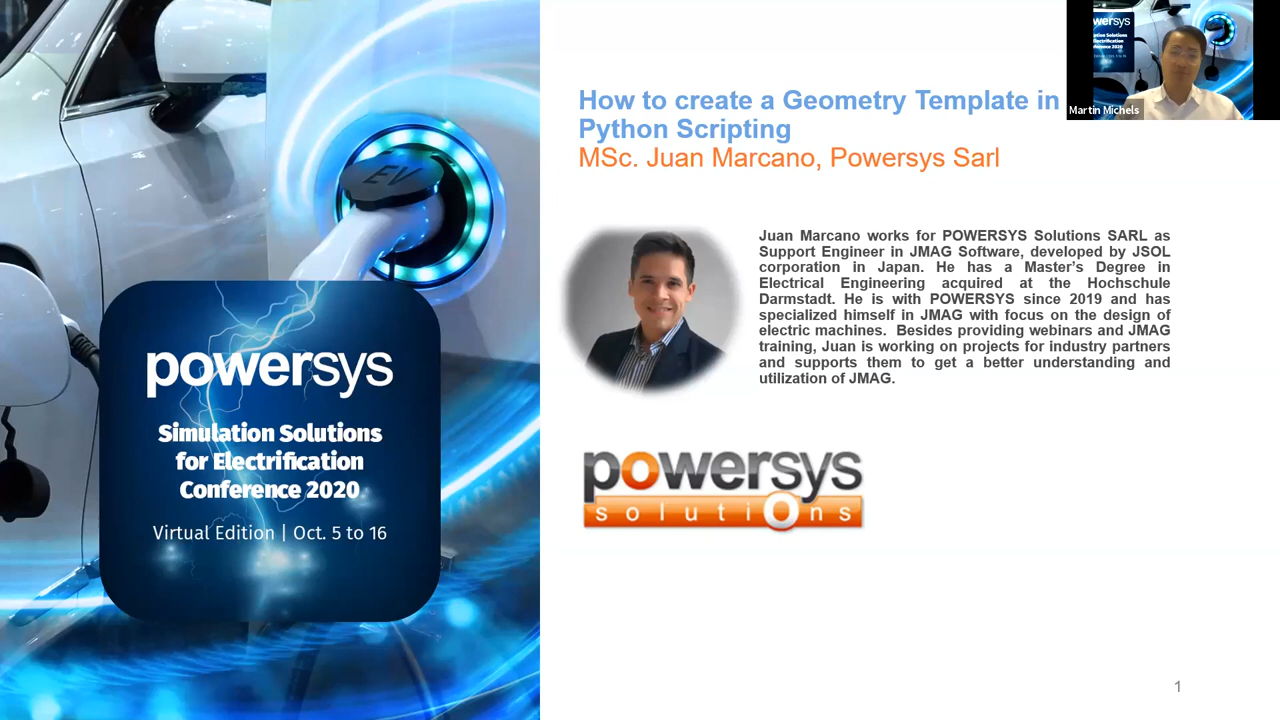 EV
powersys
Simulation Solutions
for Electrification
Conference 2020
Virtual Edition | Oct. 5 to 16
How to create a Geometry Template in
Python Scripting
MSc. Juan Marcano, Powersys Sarl
Juan Marcano works for POWERSYS Solutions SARL as
Support Engineer in JMAG Software, developed by JSOL
corporation in Japan. He has a Master's Degree in
Electrical Engineering acquired at the Hochschule
Darmstadt. He is with POWERSYS since 2019 and has
specialized himself in JMAG with focus on the design of
electric machines. Besides providing webinars and JMAG
training, Juan is working on projects for industry partners
and supports them to get a better understanding and
utilization of JMAG.
powersys
solutiOns
Martin Michels
1